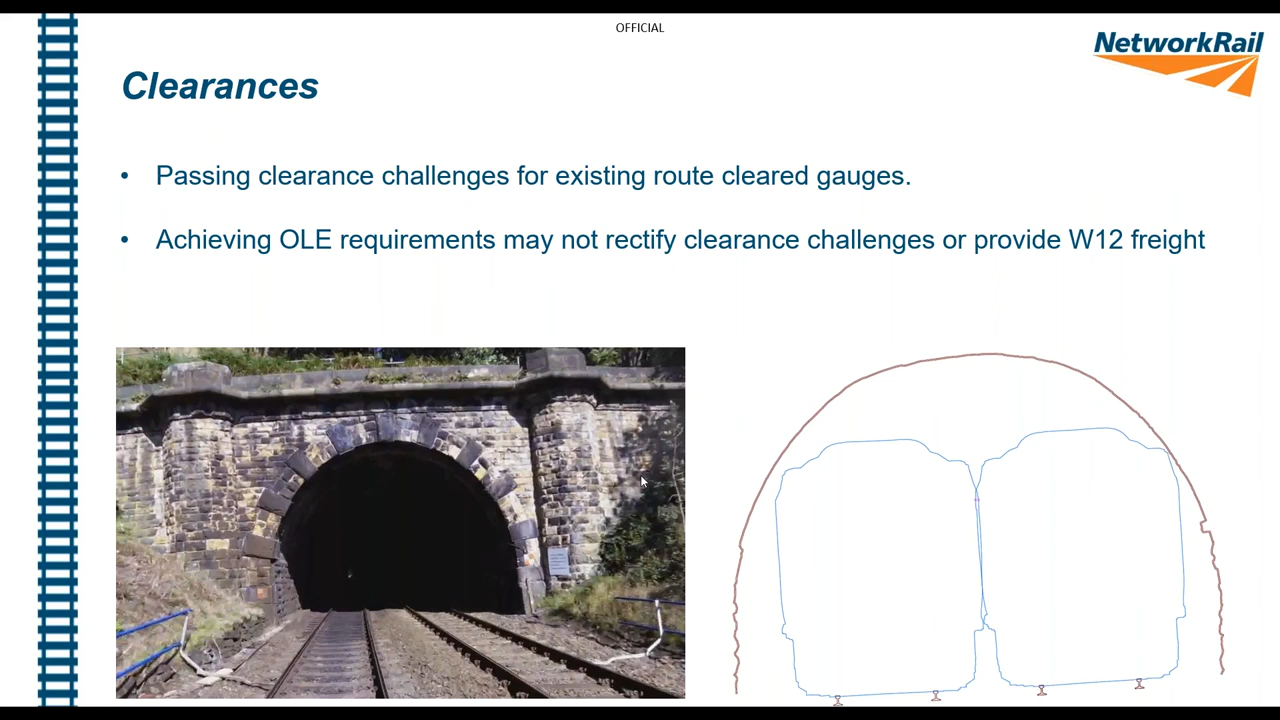 OFFICIAL
NetworkRail
Clearances
• Passing clearance challenges for existing route cleared gauges.
• Achieving OLE requirements may not rectify clearance challenges or provide W12 freight